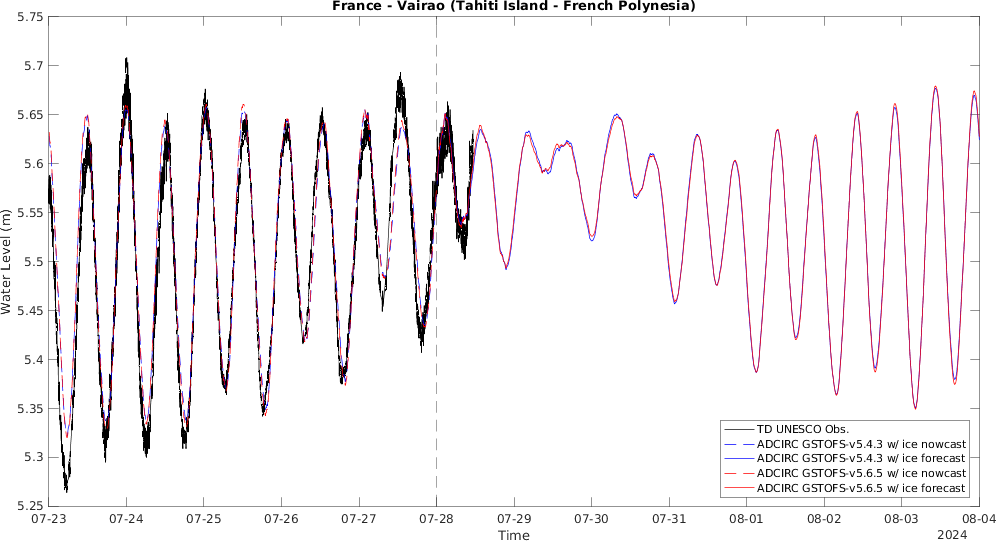 France - Vairao (Tahiti Island - French Polynesia)
5.75
5.7
5.65
5.6
5.55
5.5
5.45
5.4
5.35
5.3
5.25
Water Level (m)
TD UNESCO Obs.
ADCIRC GSTOFS-v5.4.3 w/ ice nowcast
ADCIRC GSTOFS-v5.4.3 w/ ice forecast
ADCIRC GSTOFS-v5.6.5 w/ ice nowcast
ADCIRC GSTOFS-v5.6.5 w/ ice forecast
07-23 07-24 07-25 07-26 07-27 07-28 07-29 07-30 07-31 08-01 08-02 08-03 08-04
Time
2024